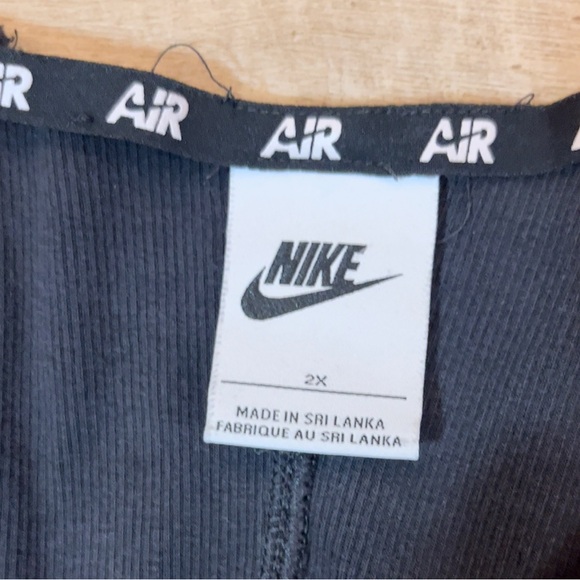 AIR AIR AIR AIR
NIKE
2X
MADE IN SRI LANKA
FABRIQUE AU SRI LANKA